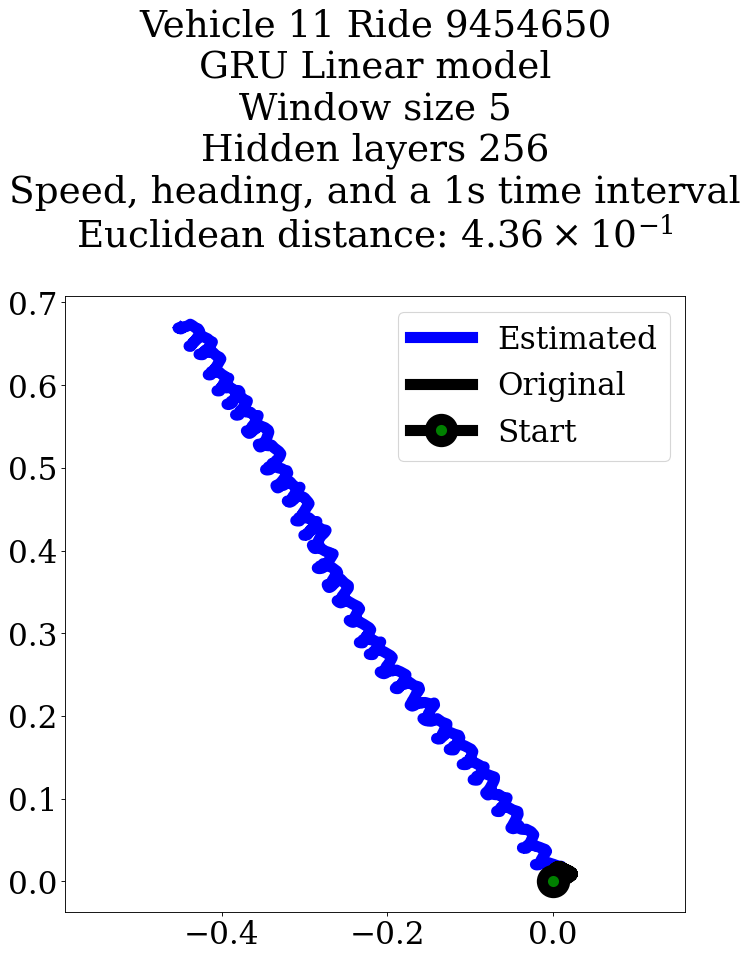 Vehicle 11 Ride 9454650
GRU Linear model
Window size 5
Hidden layers 256
Speed, heading, and a 1s time interval
Euclidean distance: 4.36 × 10⁻¹
0.7
0.6
0.5
0.4
0.3
0.2
0.1
0.0
Estimated
Original
Start
−0.4
−0.2
0.0